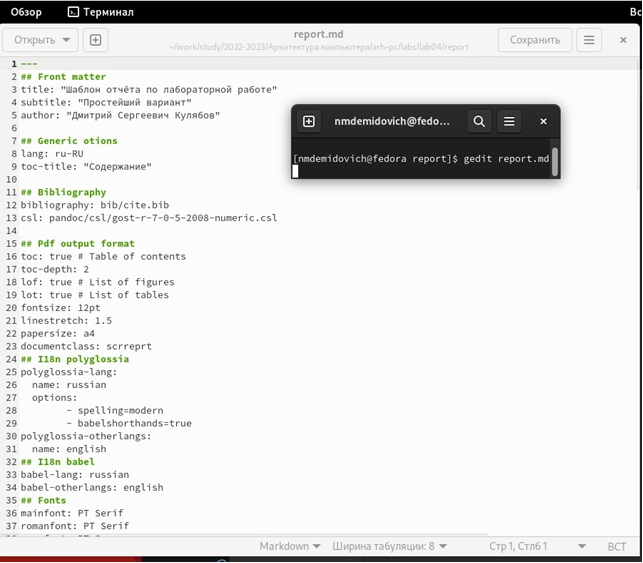 Обзор
Терминал
Вс
Открыть
report.md
~/work/study/2022-2023/Архитектура компьютера/arh-pc/labs/lab04/report
Сохранить
1 ---
2 ## Front matter
3 title: "Шаблон отчёта по лабораторной работе"
4 subtitle: "Простейший вариант"
5 author: "Дмитрий Сергеевич Кулябов"
6
7 ## Generic otions
8 lang: ru-RU
9 toc-title: "Содержание"
10
11 ## Bibliography
12 bibliography: bib/cite.bib
13 csl: pandoc/csl/gost-r-7-0-5-2008-numeric.csl
14
15 ## Pdf output format
16 toc: true # Table of contents
17 toc-depth: 2
18 lof: true # List of figures
19 lot: true # List of tables
20 fontsize: 12pt
21 linestretch: 1.5
22 papersize: a4
23 documentclass: scrreprt
24 ## I18n polyglossia
25 polyglossia-lang:
26 name: russian
27 options:
28 - spelling=modern
29 - babelshorthands=true
30 polyglossia-otherlangs:
31 name: english
32 ## I18n babel
33 babel-lang: russian
34 babel-otherlangs: english
35 ## Fonts
36 mainfont: PT Serif
37 romanfont: PT Serif
nmdemidovich@fedo...
[nmdemidovich@fedora report]$ gedit report.md
Markdown
Ширина табуляции: 8
Стр 1, Стлб 1
ВСТ